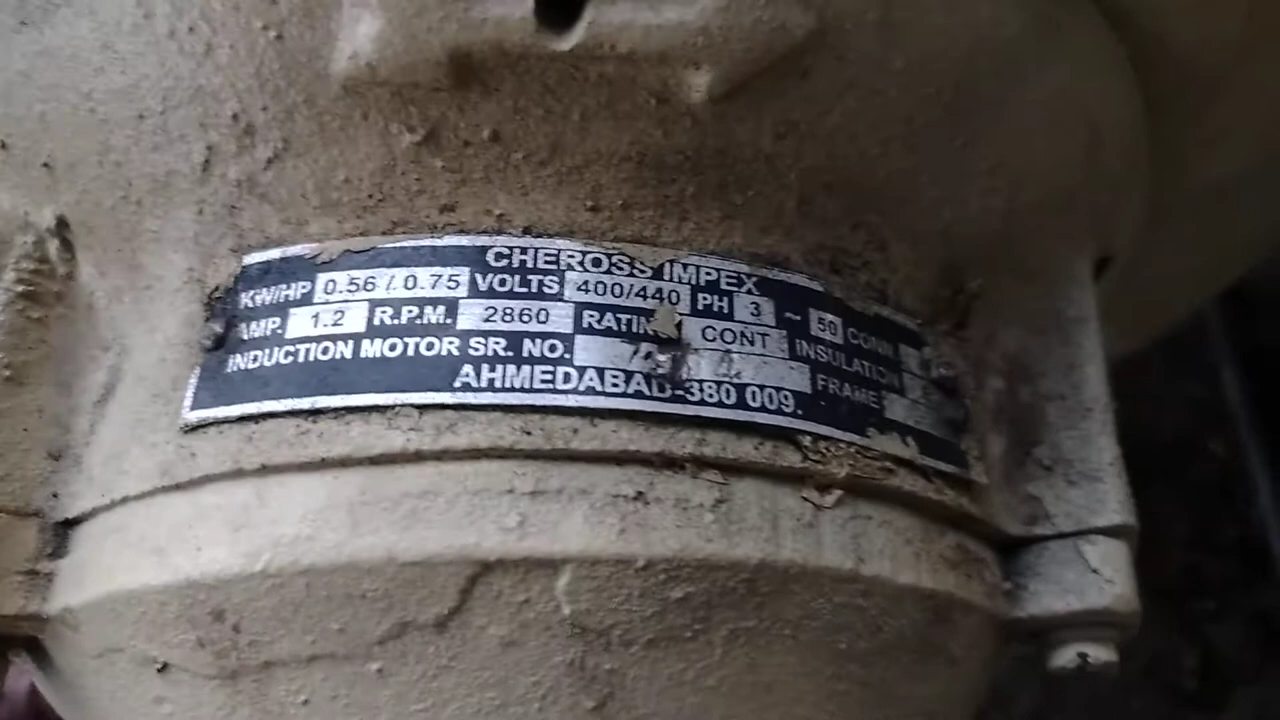 CHEROSS IMPEX
KW/HP 0.56 / 0.75 VOLTS 400/440 PH 3 ~ 50 CONN
AMP. 1.2 R.P.M. 2860 RATING CONT INSULATION
INDUCTION MOTOR SR. NO. FRAME
AHMEDABAD-380 009.